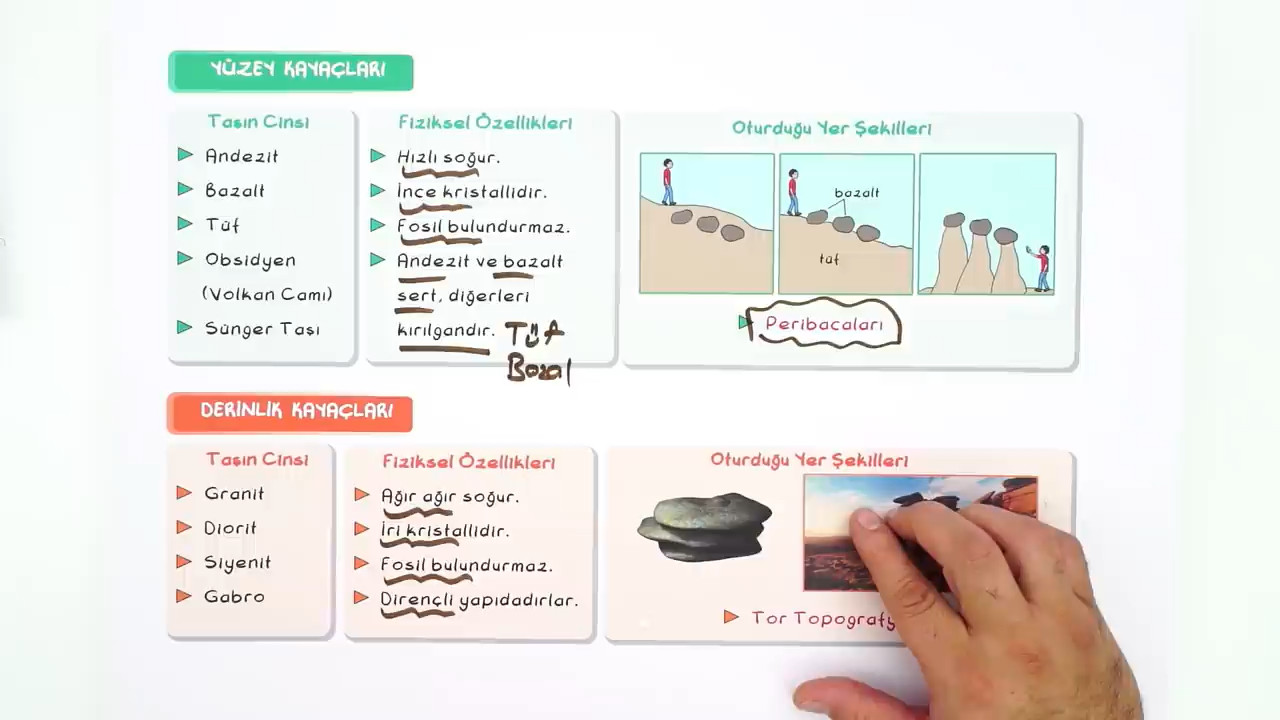 YÜZEY KAYAÇLARI
Taşın Cinsi
Andezit
Bazalt
Tüf
Obsidyen
(Volkan Camı)
Sünger Taşı
Fiziksel Özellikleri
Hızlı soğur.
İnce kristallidir.
Fosil bulundurmaz.
Andezit ve bazalt
sert, diğerleri
kırılgandır.
Tüf
Bazal
Oturduğu Yer Şekilleri
bazalt
tüf
Peribacaları
DERİNLİK KAYAÇLARI
Taşın Cinsi
Granit
Diorit
Siyenit
Gabro
Fiziksel Özellikleri
Ağır ağır soğur.
İri kristallidir.
Fosil bulundurmaz.
Dirençli yapıdadırlar.
Oturduğu Yer Şekilleri
Tor